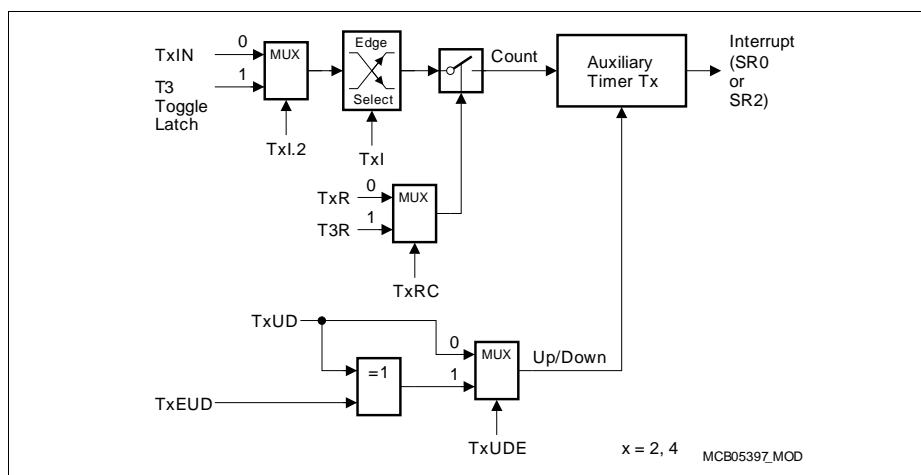 TxIN
0
MUX
Edge
Select
1
T3
Toggle
Latch
TxI.2
TxI
Count
Auxiliary
Timer Tx
Interrupt
(SR0
or
SR2)
TxR
0
MUX
T3R
1
TxRC
TxUD
0
MUX
Up/Down
=1
1
TxEUD
TxUDE
x = 2, 4
MCB05397_MOD